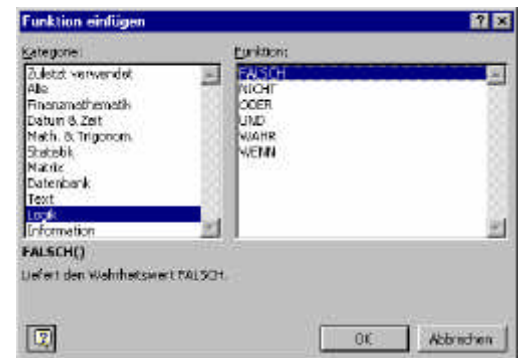 Funktion einfügen
Kategorie:
Zuletzt verwendet
Alle
Finanzmathematik
Datum & Zeit
Math. & Trigonom.
Statistik
Matrix
Datenbank
Text
Logik
Information
Funktion:
FALSCH
NICHT
ODER
UND
WAHR
WENN
FALSCH()
Liefert den Wahrheitswert FALSCH.
OK
Abbrechen